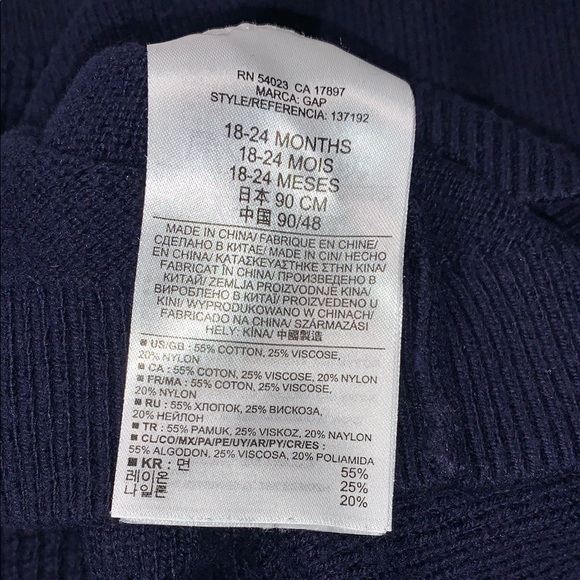 RN 54023 CA 17897
MARCA: GAP
STYLE/REFERENCIA: 137192
18-24 MONTHS
18-24 MOIS
18-24 MESES
日本 90 CM
中国 90/48
MADE IN CHINA/ FABRIQUE EN CHINE/
СДЕЛАНО В КИТАЕ/ MADE IN CIN/ HECHO
EN CHINA/ ΚΑΤΑΣΚΕΥΑΣΤΗΚΕ ΣΤΗΝ ΚΙΝΑ/
FABRICAT ÎN CHINA/ ПРОИЗВЕДЕНО В
КИТАЙ/ ZEMLJA PROIZVODNJE KINA/
ВИРОБЛЕНО В КИТАЇ/ PROIZVEDENO U
KINI/ WYPRODUKOWANO W CHINACH/
FABRICADO NA CHINA/ SZÁRMAZÁSI
HELY: KÍNA/ 中國製造
■ US/GB : 55% COTTON, 25% VISCOSE,
20% NYLON
■ CA : 55% COTON, 25% VISCOSE, 20% NYLON
■ FR/MA : 55% COTON, 25% VISCOSE,
20% NYLON
■ RU : 55% ХЛОПОК, 25% ВИСКОЗА,
20% НЕЙЛОН
■ TR : 55% PAMUK, 25% VISKOZ, 20% NAYLON
■ CL/CO/MX/PA/PE/UY/AR/PY/CR/ES :
55% ALGODON, 25% VISCOSA, 20% POLIAMIDA
■ KR : 면 55%
레이온 25%
나일론 20%